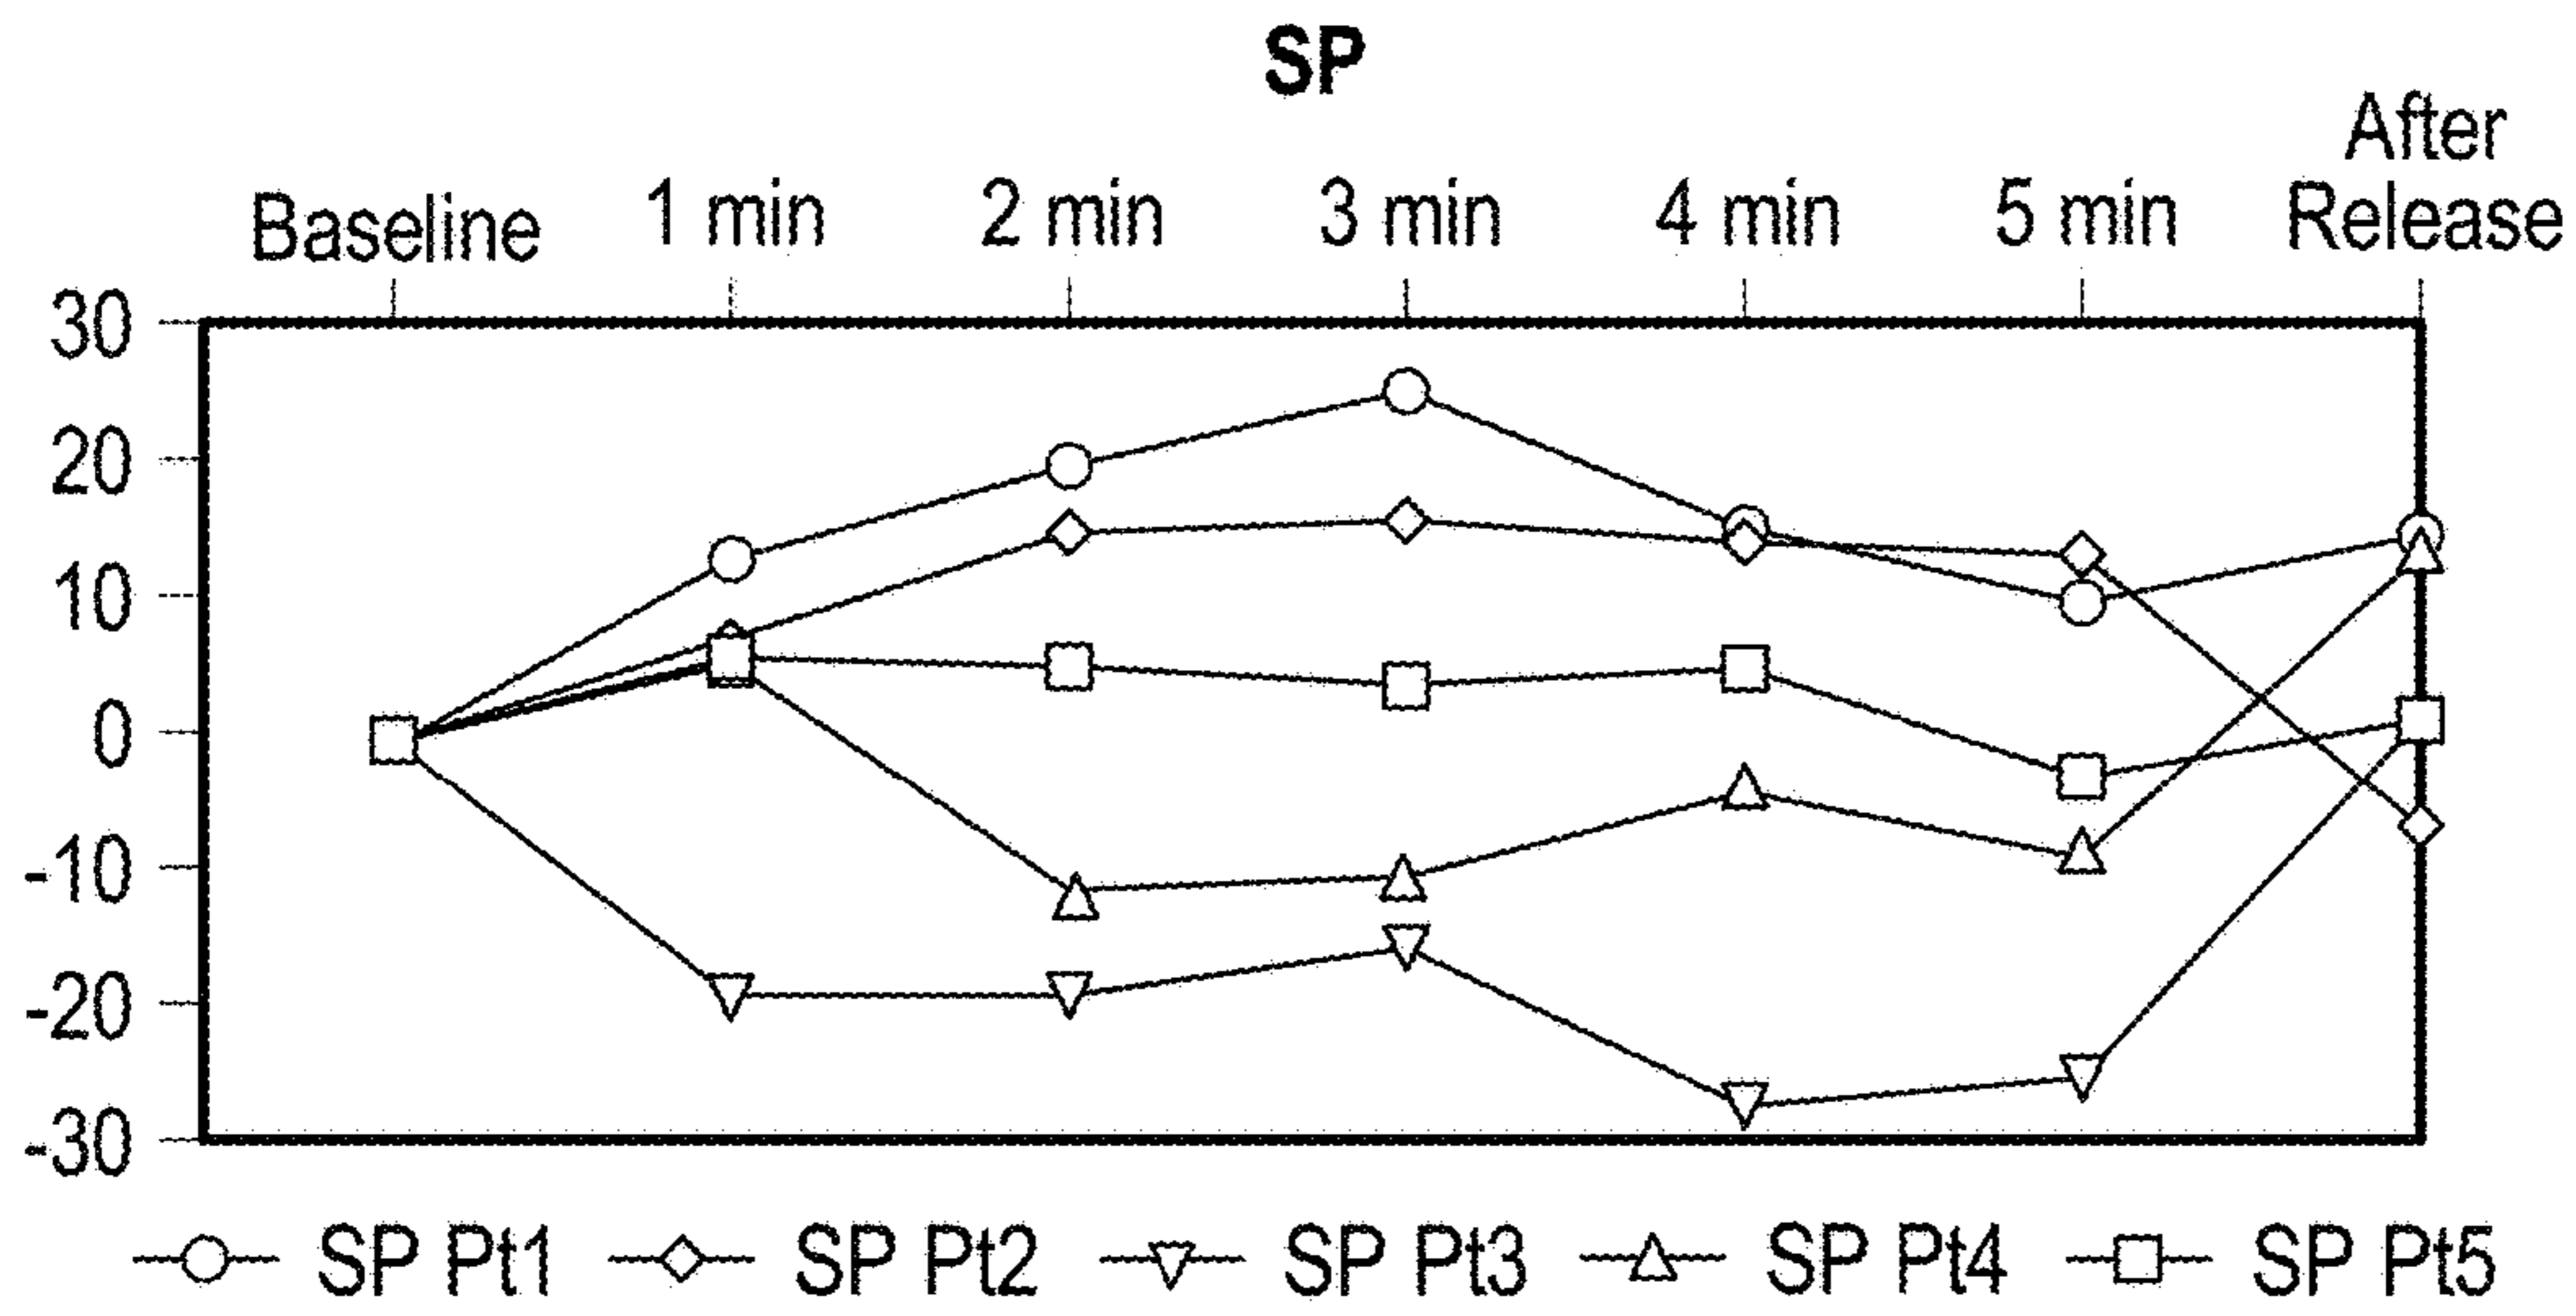 SP
Baseline 1 min 2 min 3 min 4 min 5 min After Release
30
20
10
0
-10
-20
-30
SP Pt1 SP Pt2 SP Pt3 SP Pt4 SP Pt5